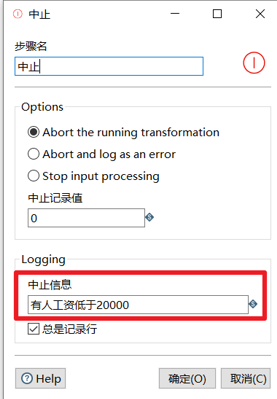 中止
步骤名
中止
Options
Abort the running transformation
Abort and log as an error
Stop input processing
中止记录值
0
Logging
中止信息
有人工资低于20000
总是记录行
Help
确定(O)
取消(C)